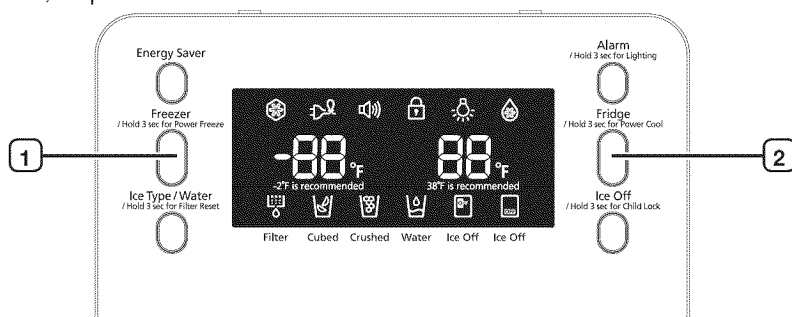 Energy Saver
Alarm
/ Hold 3 sec for Lighting
Freezer
/ Hold 3 sec for Power Freeze
Fridge
/ Hold 3 sec for Power Cool
1
-88°F
88°F
2
-2°F is recommended
38°F is recommended
Ice Type / Water
/ Hold 3 sec for Filter Reset
Ice Off
/ Hold 3 sec for Child Lock
OFF
Filter
Cubed
Crushed
Water
Ice Off
Ice Off